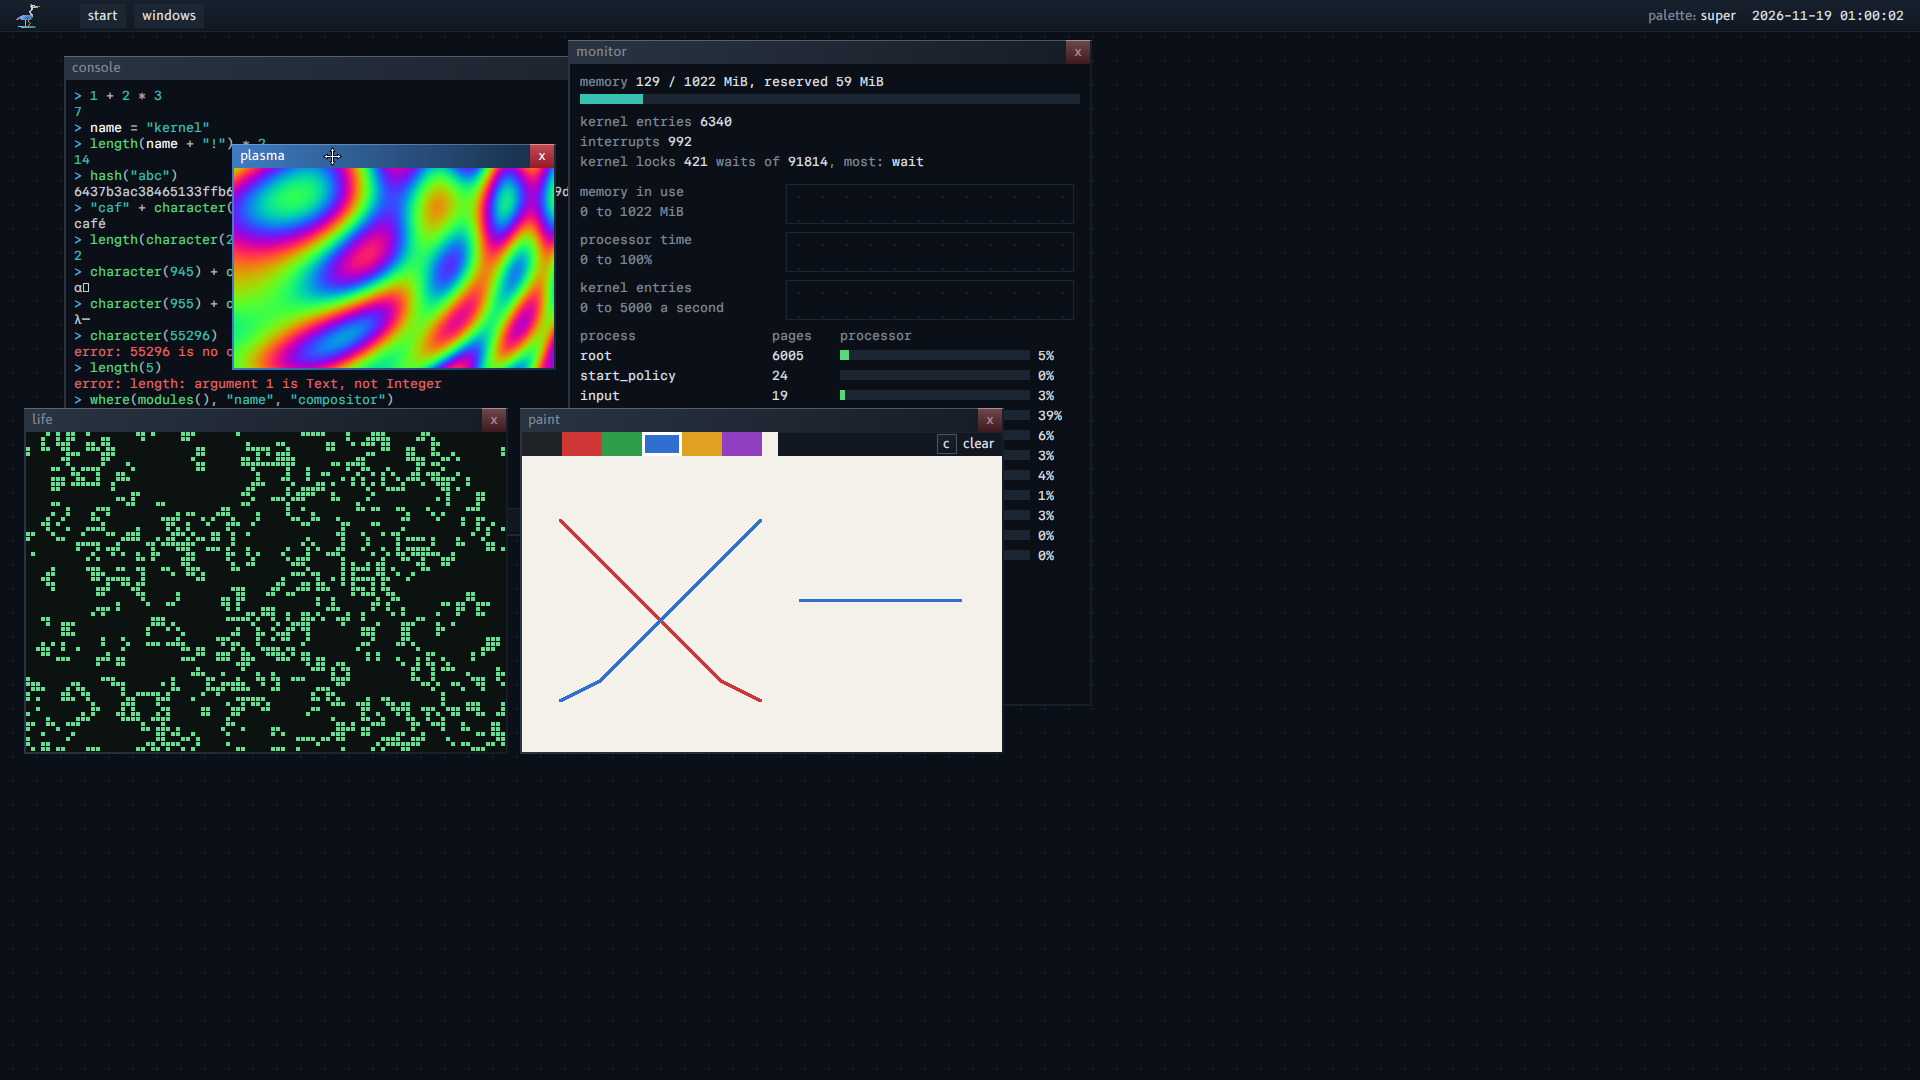 start windows palette: super 2026-11-19 01:00:02
console
> 1 + 2 * 3
7
> name = "kernel"
> length(name + "!") * 2
14
> hash("abc")
6437b3ac38465133ffb6
9d
> "caf" + character(
café
> length(character(2
2
> character(945) + c
α▯
> character(955) + c
λ─
> character(55296)
error: 55296 is no c
> length(5)
error: length: argument 1 is Text, not Integer
> where(modules(), "name", "compositor")
plasma x
monitor x
memory 129 / 1022 MiB, reserved 59 MiB
kernel entries 6340
interrupts 992
kernel locks 421 waits of 91814, most: wait
memory in use
0 to 1022 MiB
processor time
0 to 100%
kernel entries
0 to 5000 a second
process pages processor
root 6005 5%
start_policy 24 0%
input 19 3%
39%
6%
3%
4%
1%
3%
0%
0%
life x
paint x
c clear